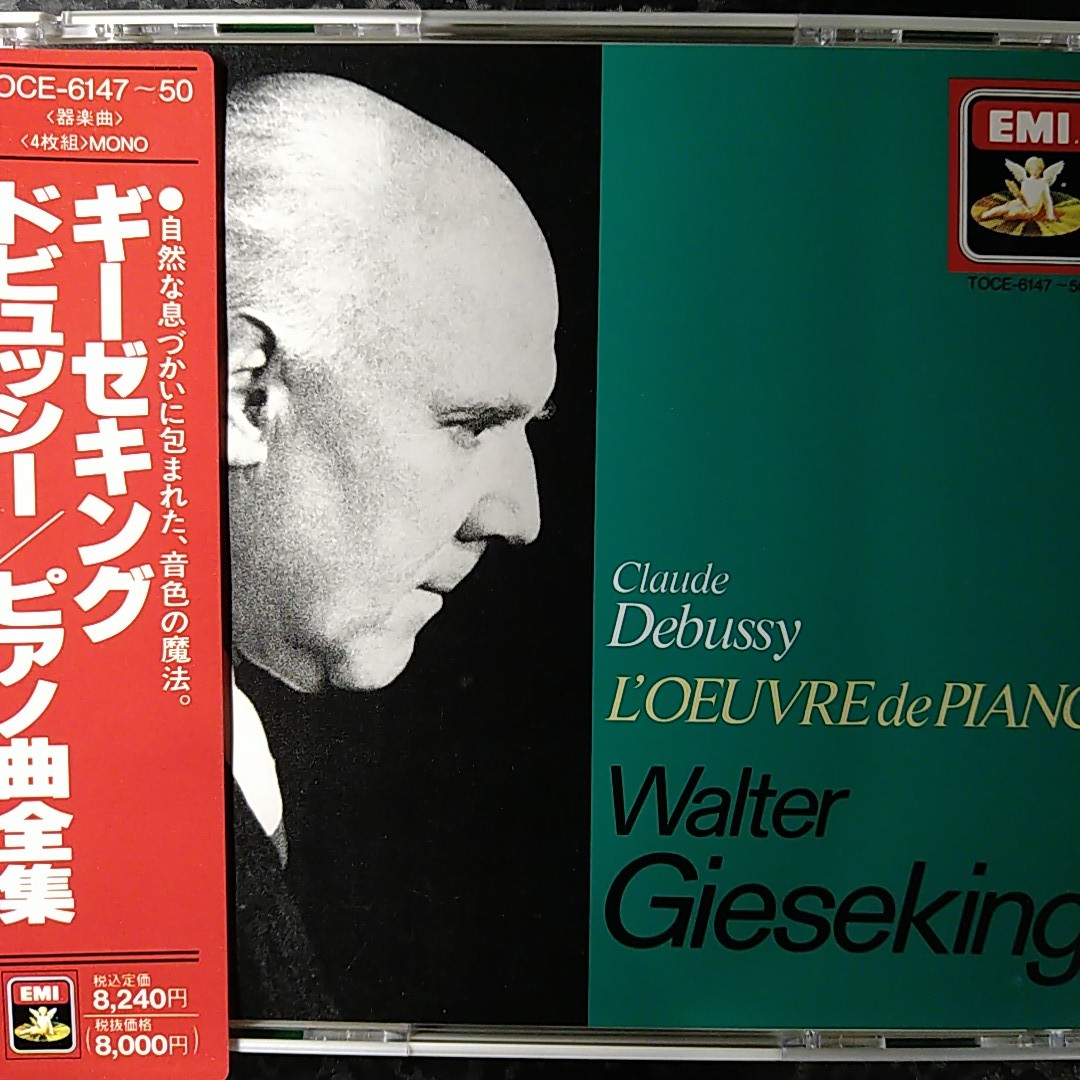 OCE-6147～50
〈器楽曲〉
〈4枚組〉MONO
●自然な息づかいに包まれた、音色の魔法。
ギーゼキング
ドビュッシー／ピアノ曲全集
EMI
税込定価
8,240円
税抜価格
(8,000円)
EMI
TOCE-6147～50
Claude
Debussy
L'OEUVRE de PIANO
Walter
Gieseking